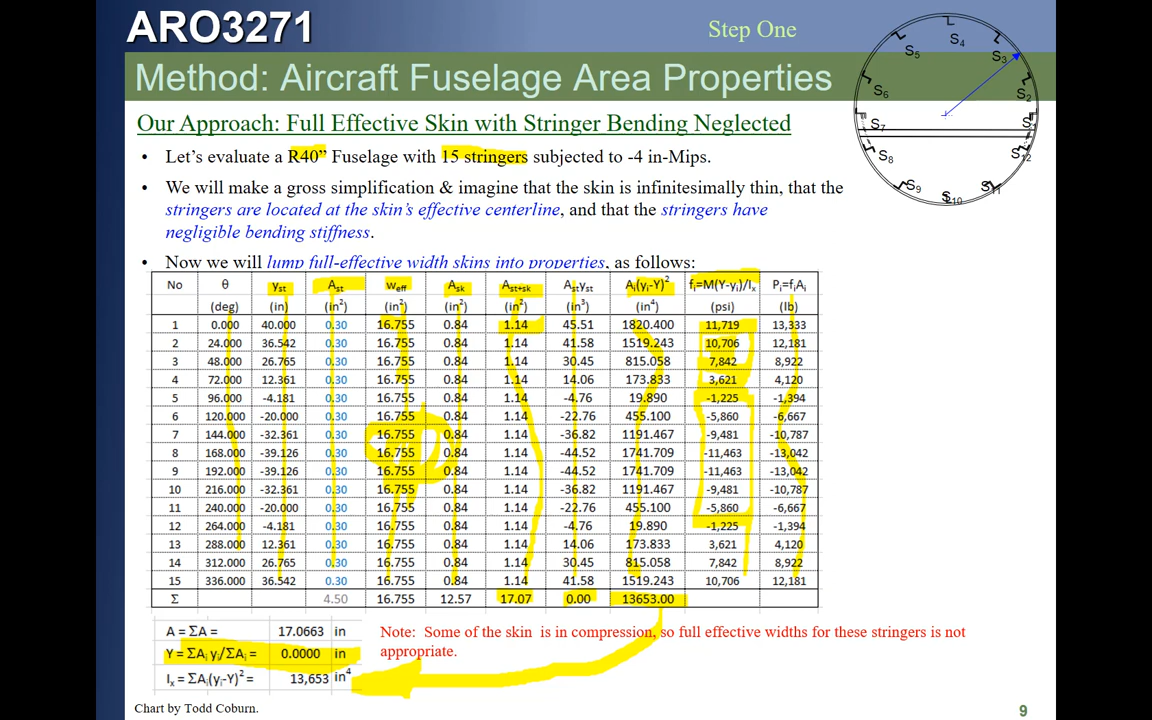 ARO3271
Step One
Method: Aircraft Fuselage Area Properties
S4
S5
S3
S6
S2
S7
S8
S12
S9
S10
Our Approach: Full Effective Skin with Stringer Bending Neglected
• Let's evaluate a R40” Fuselage with 15 stringers subjected to -4 in-Mips.
• We will make a gross simplification & imagine that the skin is infinitesimally thin, that the
stringers are located at the skin's effective centerline, and that the stringers have
negligible bending stiffness.
• Now we will lump full-effective width skins into properties, as follows:
No θ yst Ast weff Ask Ast+sk Astyst Ai(yi-Y)2 fi=M(Y-yi)/Ix Pi=fiAi
(deg) (in) (in2) (in2) (in2) (in2) (in3) (in4) (psi) (lb)
1 0.000 40.000 0.30 16.755 0.84 1.14 45.51 1820.400 11,719 13,333
2 24.000 36.542 0.30 16.755 0.84 1.14 41.58 1519.243 10,706 12,181
3 48.000 26.765 0.30 16.755 0.84 1.14 30.45 815.058 7,842 8,922
4 72.000 12.361 0.30 16.755 0.84 1.14 14.06 173.833 3,621 4,120
5 96.000 -4.181 0.30 16.755 0.84 1.14 -4.76 19.890 -1,225 -1,394
6 120.000 -20.000 0.30 16.755 0.84 1.14 -22.76 455.100 -5,860 -6,667
7 144.000 -32.361 0.30 16.755 0.84 1.14 -36.82 1191.467 -9,481 -10,787
8 168.000 -39.126 0.30 16.755 0.84 1.14 -44.52 1741.709 -11,463 -13,042
9 192.000 -39.126 0.30 16.755 0.84 1.14 -44.52 1741.709 -11,463 -13,042
10 216.000 -32.361 0.30 16.755 0.84 1.14 -36.82 1191.467 -9,481 -10,787
11 240.000 -20.000 0.30 16.755 0.84 1.14 -22.76 455.100 -5,860 -6,667
12 264.000 -4.181 0.30 16.755 0.84 1.14 -4.76 19.890 -1,225 -1,394
13 288.000 12.361 0.30 16.755 0.84 1.14 14.06 173.833 3,621 4,120
14 312.000 26.765 0.30 16.755 0.84 1.14 30.45 815.058 7,842 8,922
15 336.000 36.542 0.30 16.755 0.84 1.14 41.58 1519.243 10,706 12,181
Σ 4.50 16.755 12.57 17.07 0.00 13653.00
A = ΣA = 17.0663 in
Y = ΣAi yi/ΣAi = 0.0000 in
Ix = ΣAi(yi-Y)2 = 13,653 in4
Note: Some of the skin is in compression, so full effective widths for these stringers is not
appropriate.
Chart by Todd Coburn.
9